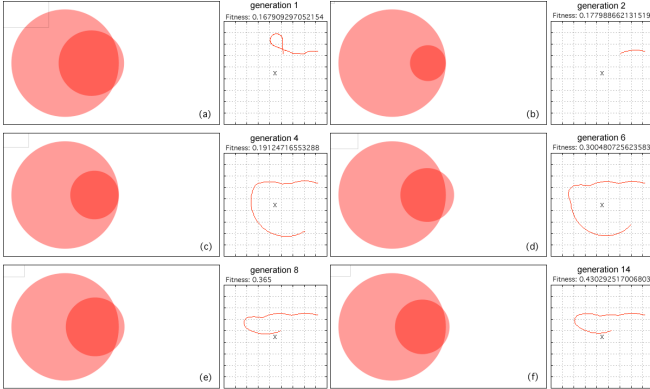 generation 1
Fitness: 0.167909297052154
X
(a)
generation 2
Fitness: 0.177988662131519
X
(b)
generation 4
Fitness: 0.19124716553288
X
(c)
generation 6
Fitness: 0.300480725623583
X
(d)
generation 8
Fitness: 0.365
X
(e)
generation 14
Fitness: 0.430292517006803
X
(f)